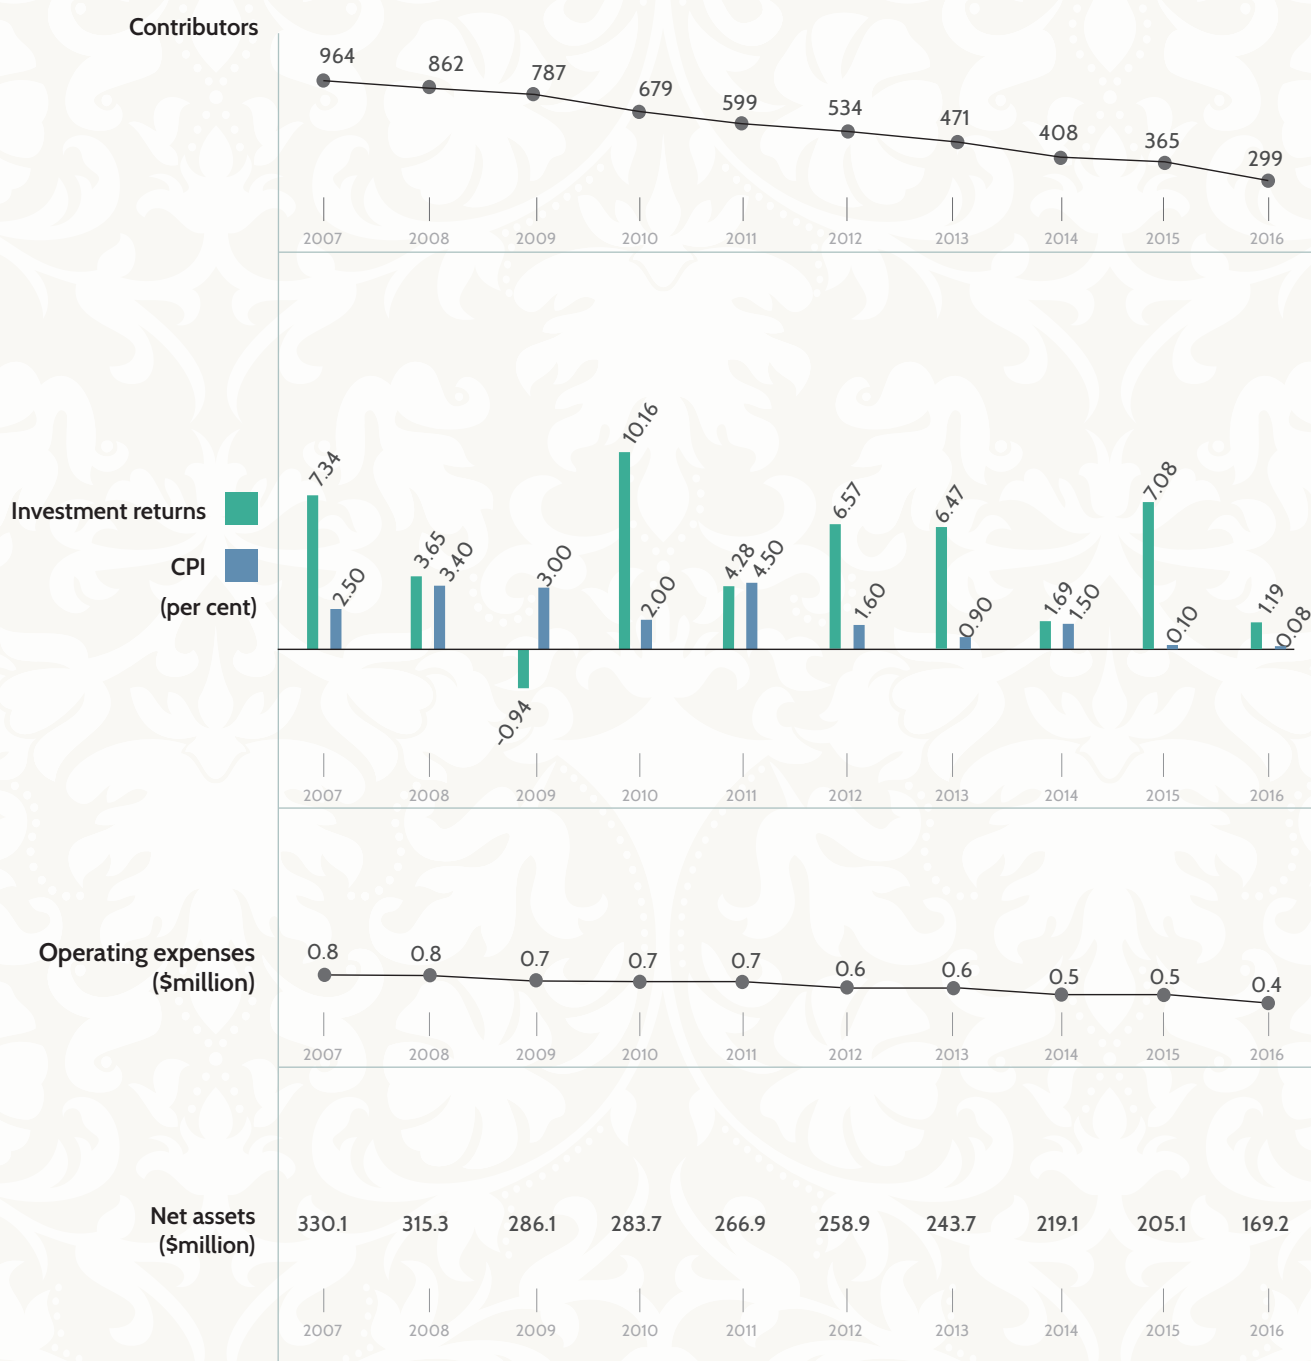 Contributors
964 862 787 679 599 534 471 408 365 299
2007 2008 2009 2010 2011 2012 2013 2014 2015 2016
Investment returns
CPI
(per cent)
7.34 2.50 3.65 3.40 -0.94 3.00 10.16 2.00 4.28 4.50 6.57 1.60 6.47 0.90 1.69 1.50 7.08 0.10 1.19 0.08
2007 2008 2009 2010 2011 2012 2013 2014 2015 2016
Operating expenses
($million)
0.8 0.8 0.7 0.7 0.7 0.6 0.6 0.5 0.5 0.4
2007 2008 2009 2010 2011 2012 2013 2014 2015 2016
Net assets
($million)
330.1 315.3 286.1 283.7 266.9 258.9 243.7 219.1 205.1 169.2
2007 2008 2009 2010 2011 2012 2013 2014 2015 2016